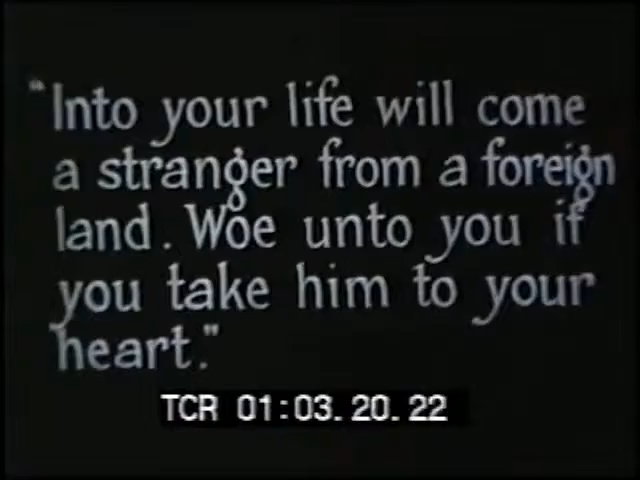 "Into your life will come
a stranger from a foreign
land. Woe unto you if
you take him to your
heart."
TCR 01:03.20.22